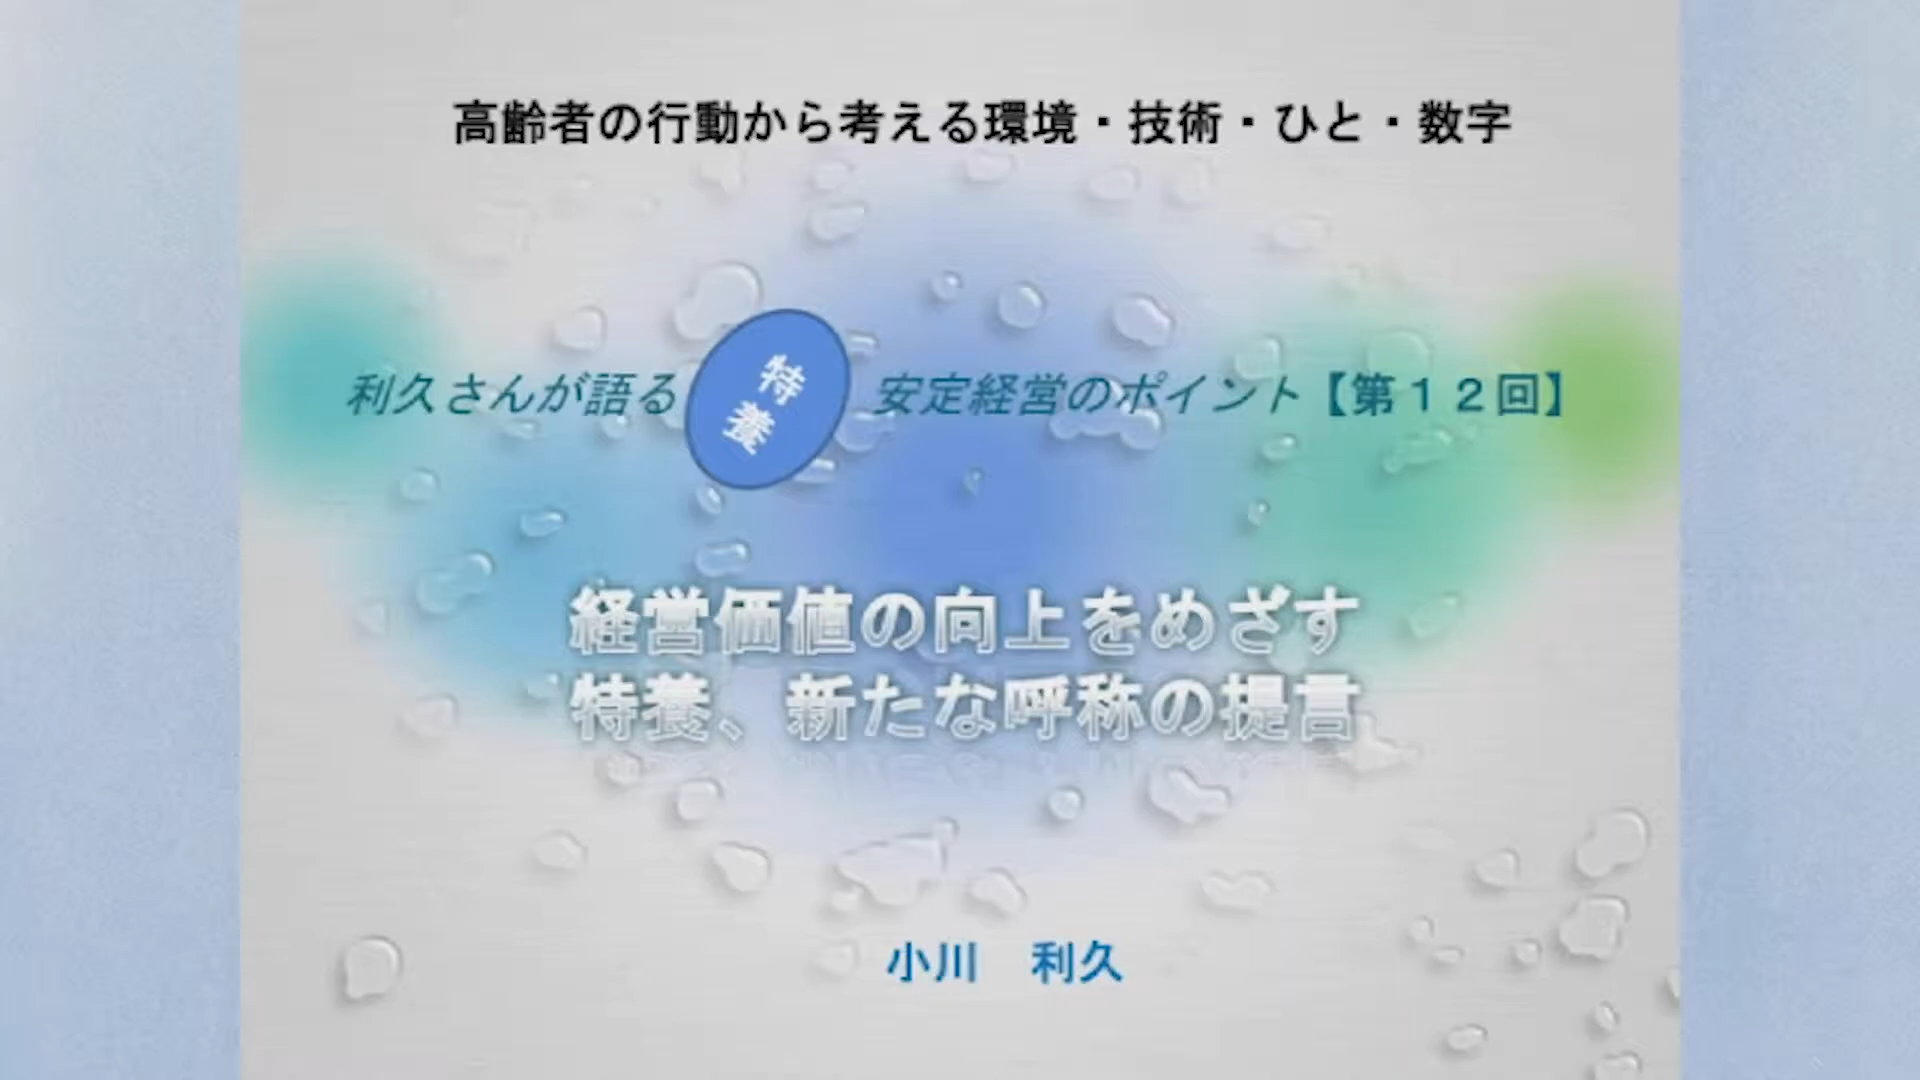 高齢者の行動から考える環境・技術・ひと・数字
利久さんが語る 特養 安定経営のポイント【第１２回】
経営価値の向上をめざす
特養、新たな呼称の提言
小川　利久